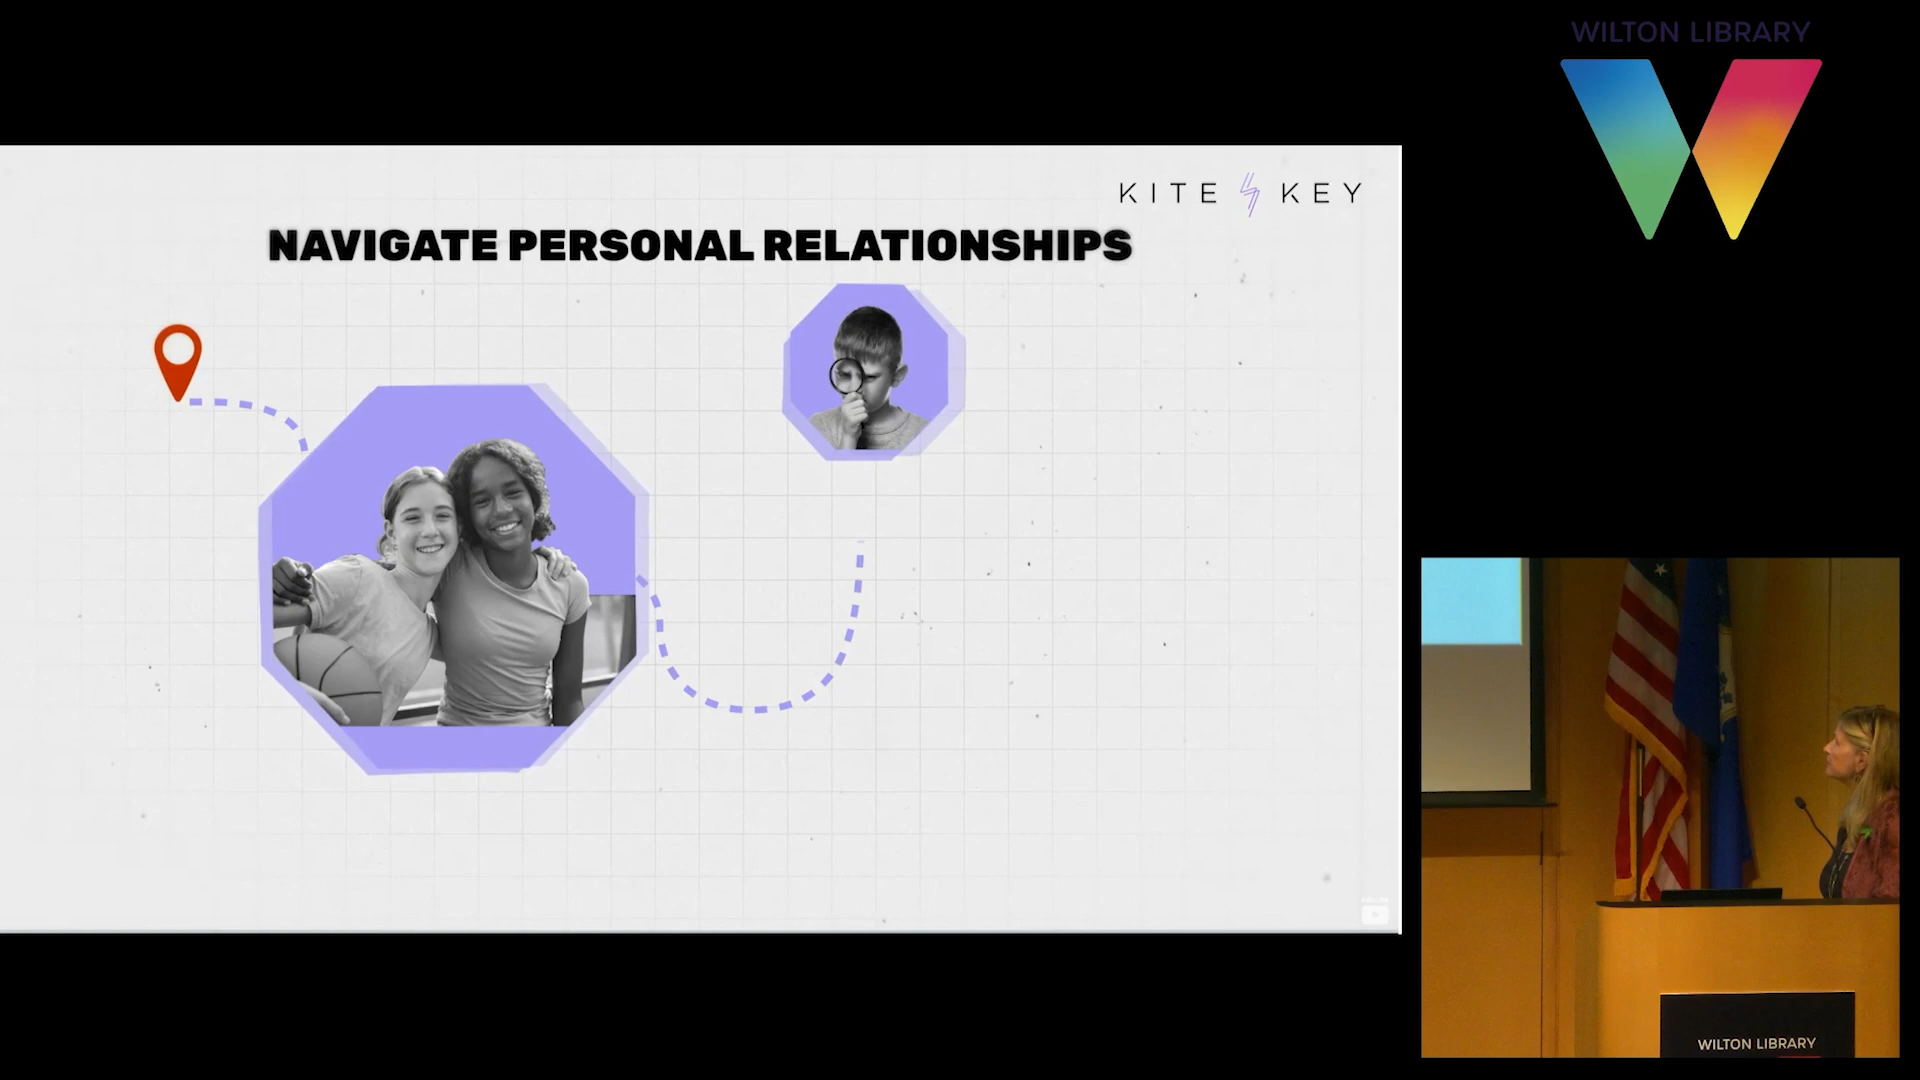 WILTON LIBRARY
KITE KEY
NAVIGATE PERSONAL RELATIONSHIPS
WILTON LIBRARY